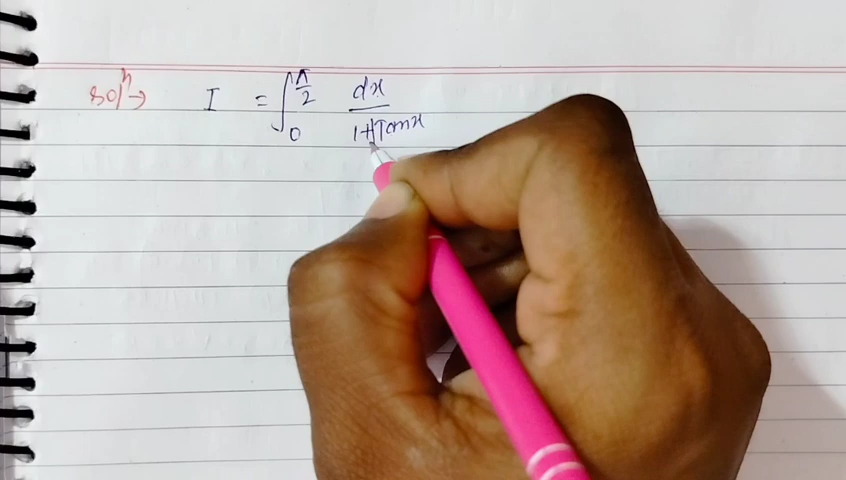 Solⁿ→ I = ∫₀^(π/2) dx / (1+Tanx)